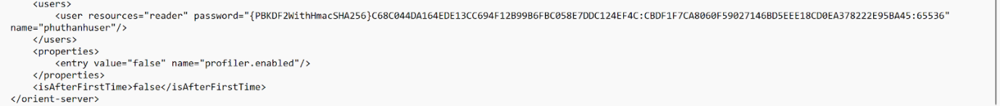 <users>
<user resources="reader" password="{PBKDF2WithHmacSHA256}C68C044DA164EDE13CC694F12B99B6FBC058E7DDC124EF4C:CBDF1F7CA8060F59027146BD5EEE18CD0EA378222E95BA45:65536"
name="phuthanhuser"/>
</users>
<properties>
<entry value="false" name="profiler.enabled"/>
</properties>
<isAfterFirstTime>false</isAfterFirstTime>
</orient-server>